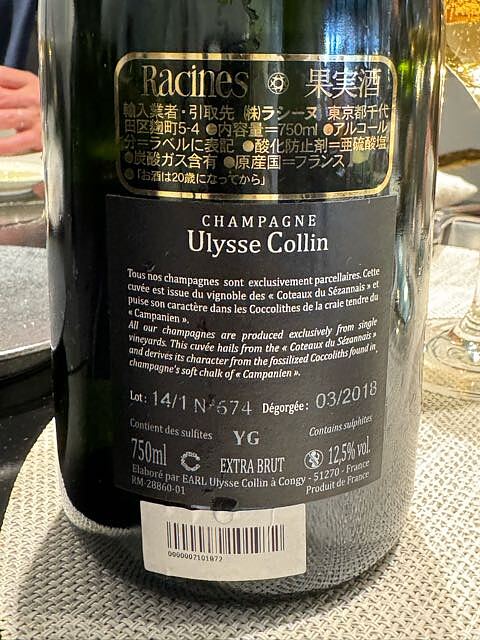 Racines 果実酒
輸入業者・引取先 ㈱ラシーヌ 東京都千代
田区麹町5-4 ●内容量=750ml ●アルコール
分=ラベルに表記 ●酸化防止剤=亜硫酸塩
●炭酸ガス含有 ●原産国=フランス
●「お酒は20歳になってから」
CHAMPAGNE
Ulysse Collin
Tous nos champagnes sont exclusivement parcellaires. Cette
cuvée est issue du vignoble des « Coteaux du Sézannais » et
puise son caractère dans les Coccolithes de la craie tendre du
« Campanien ».
All our champagnes are produced exclusively from single
vineyards. This cuvée hails from the « Coteaux du Sézannais »
and derives its character from the fossilized Coccoliths found in
champagne's soft chalk of « Campanien ».
Lot : 14/1 N°674 Dégorgée : 03/2018
Contient des sulfites Contains sulphites
YG
750ml EXTRA BRUT 12,5% vol.
Elaboré par EARL Ulysse Collin à Congy - 51270 - France
RM-28860-01 Produit de France
0000007101072